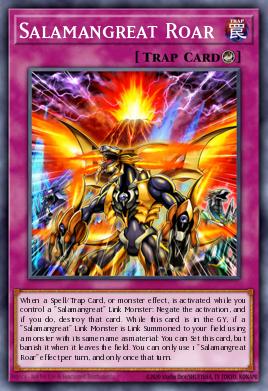 Salamangreat Roar
TRAP
[Trap Card]
When a Spell/Trap Card, or monster effect, is activated while you
control a "Salamangreat" Link Monster: Negate the activation, and
if you do, destroy that card. While this card is in the GY, if a
"Salamangreat" Link Monster is Link Summoned to your field using
a monster with its same name as material: You can Set this card, but
banish it when it leaves the field. You can only use 1 "Salamangreat
Roar" effect per turn, and only once that turn.